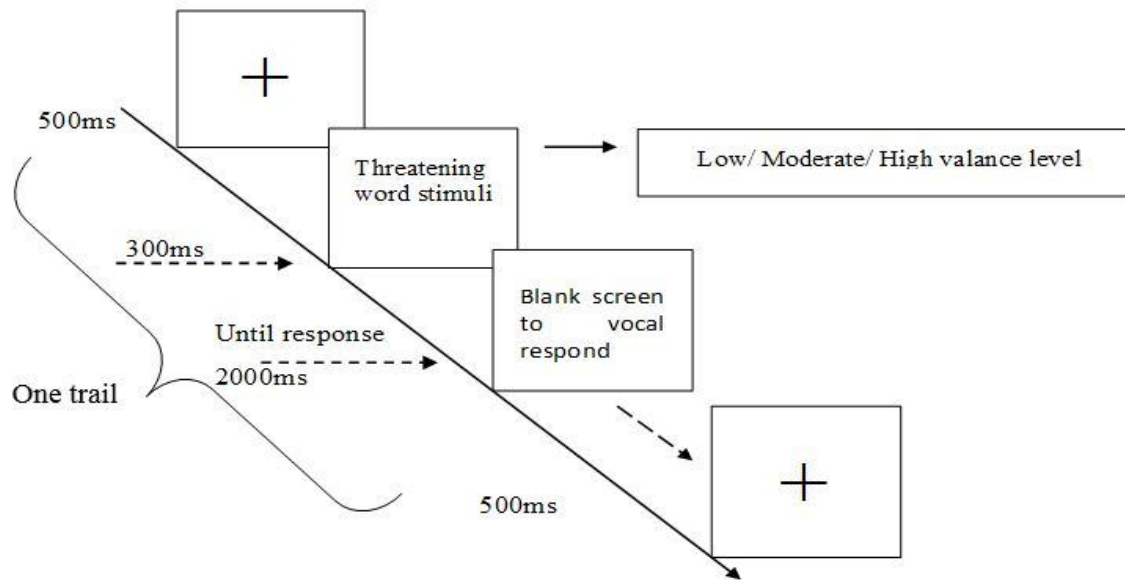 500ms
Threatening
word stimuli
Low/ Moderate/ High valance level
300ms
Blank screen
to vocal
respond
Until response
2000ms
One trail
500ms